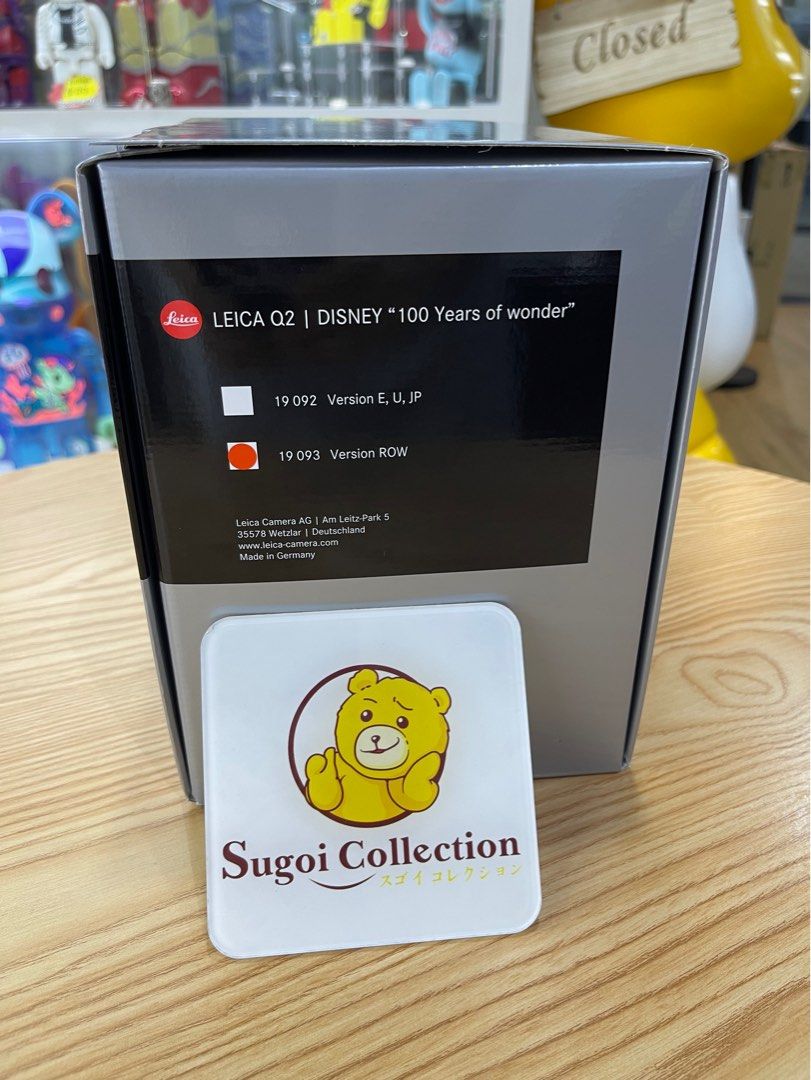 Closed
Leica
LEICA Q2 | DISNEY “100 Years of wonder”
19 092 Version E, U, JP
19 093 Version ROW
Leica Camera AG | Am Leitz-Park 5
35578 Wetzlar | Deutschland
www.leica-camera.com
Made in Germany
Sugoi Collection
スゴイ コレクション